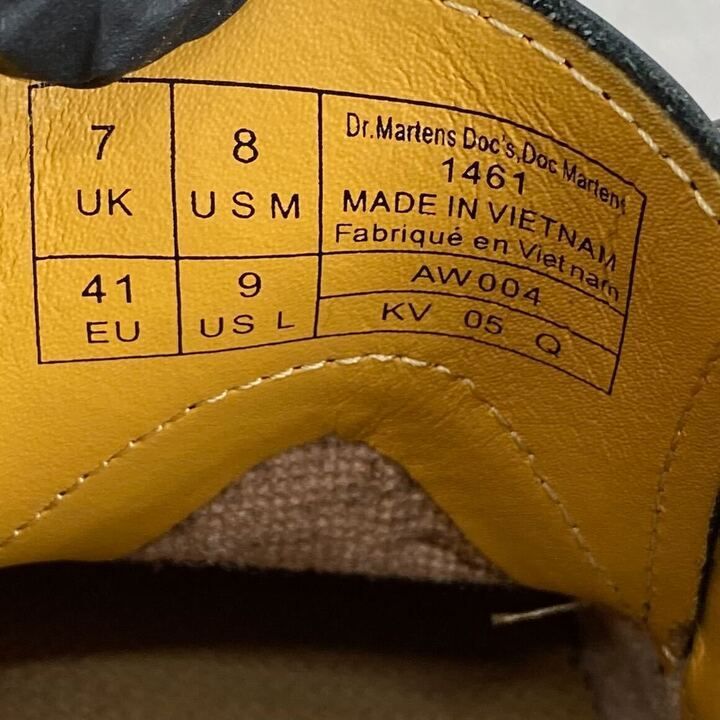 7
UK
8
U S M
Dr.Martens Doc's,Doc Martens
1461
MADE IN VIETNAM
Fabriqué en Vietnam
41
EU
9
US L
AW004
KV 05 Q